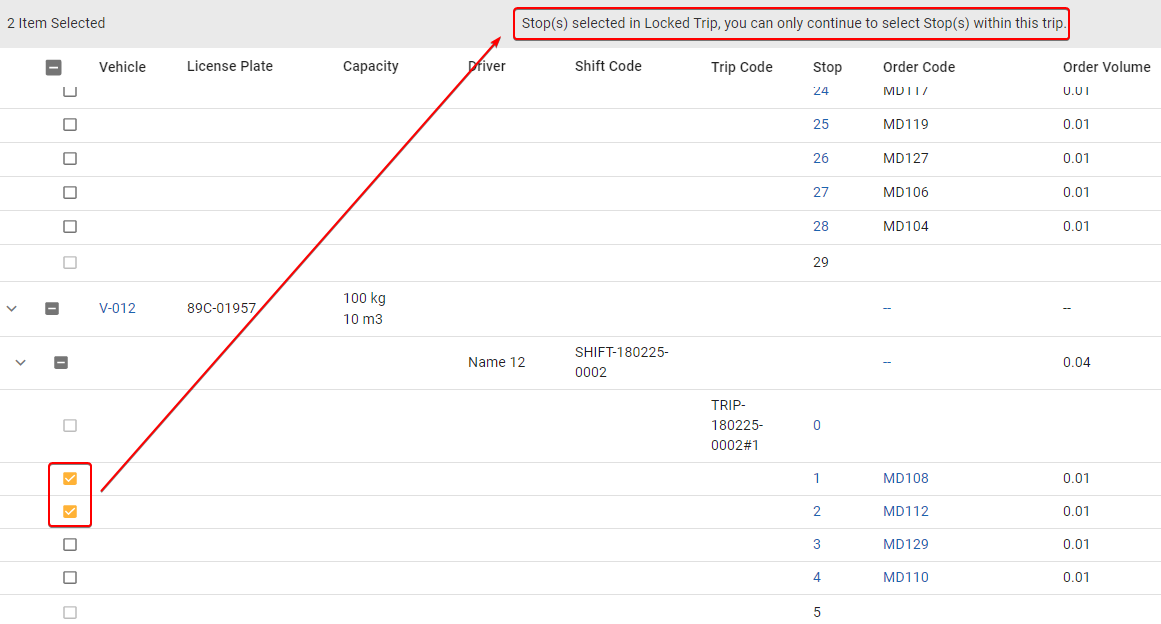 2 Item Selected
Stop(s) selected in Locked Trip, you can only continue to select Stop(s) within this trip.
Vehicle License Plate Capacity Driver Shift Code Trip Code Stop Order Code Order Volume
24 MD117 0.01
25 MD119 0.01
26 MD127 0.01
27 MD106 0.01
28 MD104 0.01
29
V-012 89C-01957 100 kg -- --
10 m3
Name 12 SHIFT-180225- -- 0.04
0002
TRIP-
180225- 0
0002#1
1 MD108 0.01
2 MD112 0.01
3 MD129 0.01
4 MD110 0.01
5